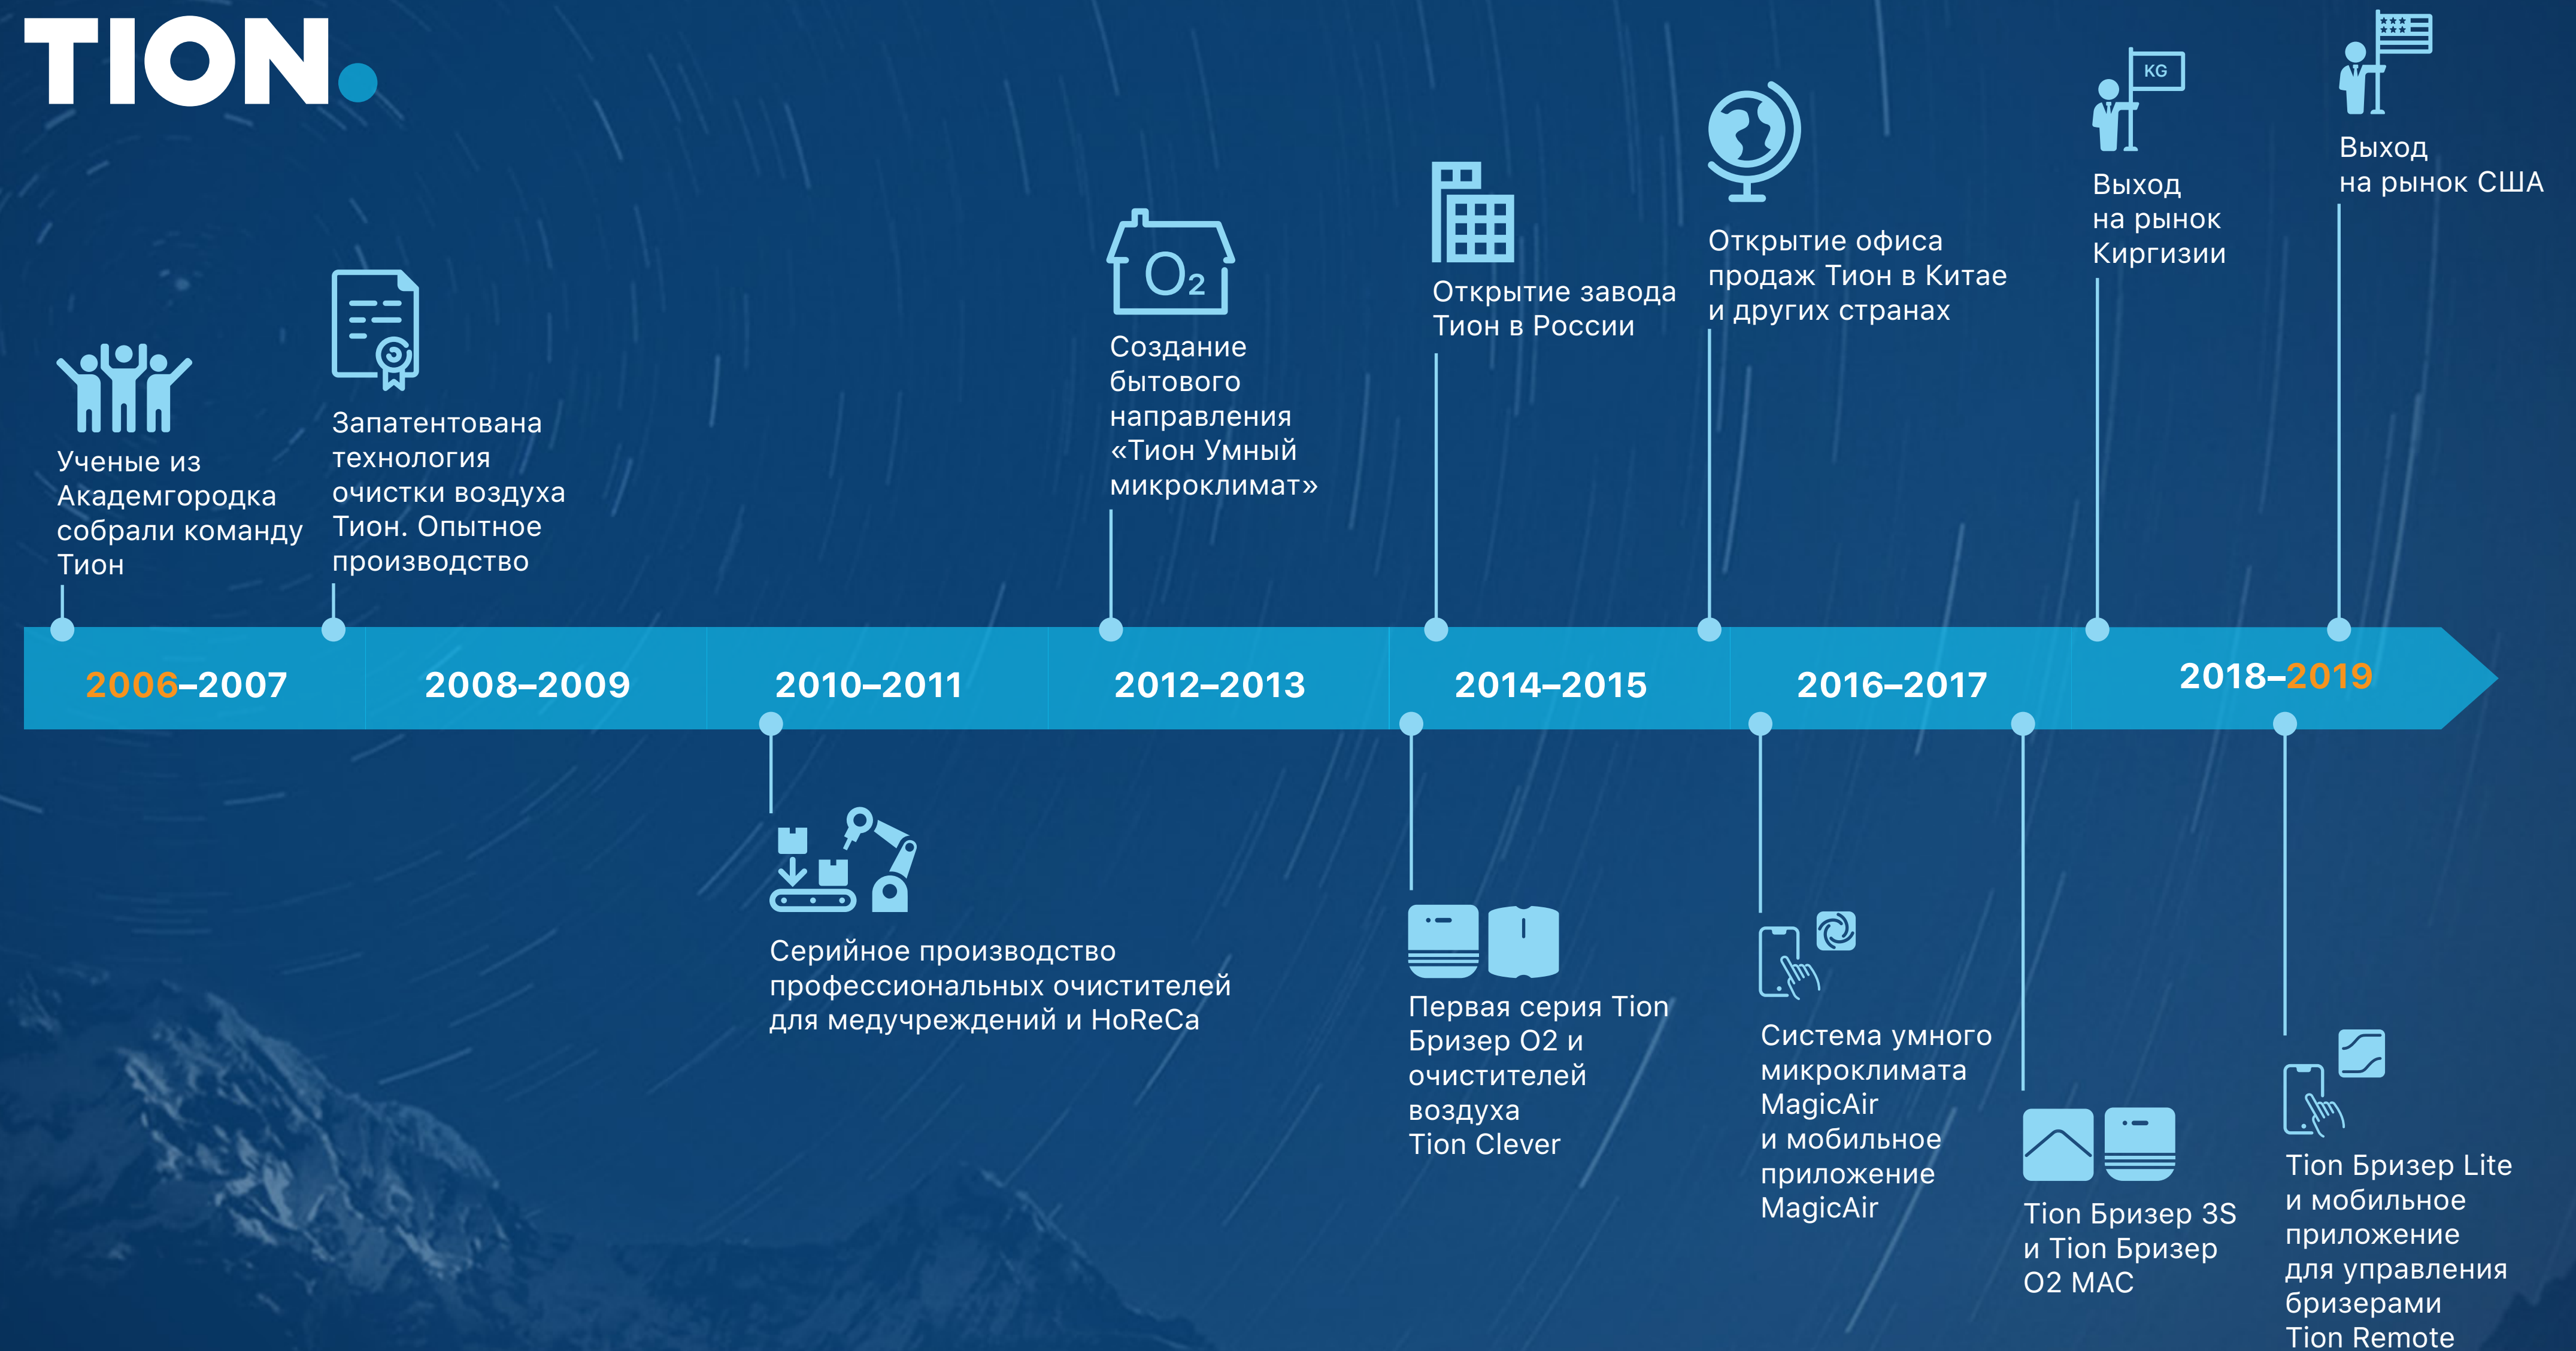 TION.
KG
Выход
на рынок США
Выход
на рынок
Киргизии
Открытие офиса
продаж Тион в Китае
и других странах
Открытие завода
Тион в России
O2
Создание
бытового
направления
«Тион Умный
микроклимат»
Запатентована
технология
очистки воздуха
Тион. Опытное
производство
Ученые из
Академгородка
собрали команду
Тион
2006–2007
2008–2009
2010–2011
2012–2013
2014–2015
2016–2017
2018–2019
Серийное производство
профессиональных очистителей
для медучреждений и HoReCa
Первая серия Tion
Бризер О2 и
очистителей
воздуха
Tion Clever
Система умного
микроклимата
MagicAir
и мобильное
приложение
MagicAir
Tion Бризер 3S
и Tion Бризер
О2 МАС
Tion Бризер Lite
и мобильное
приложение
для управления
бризерами
Tion Remote